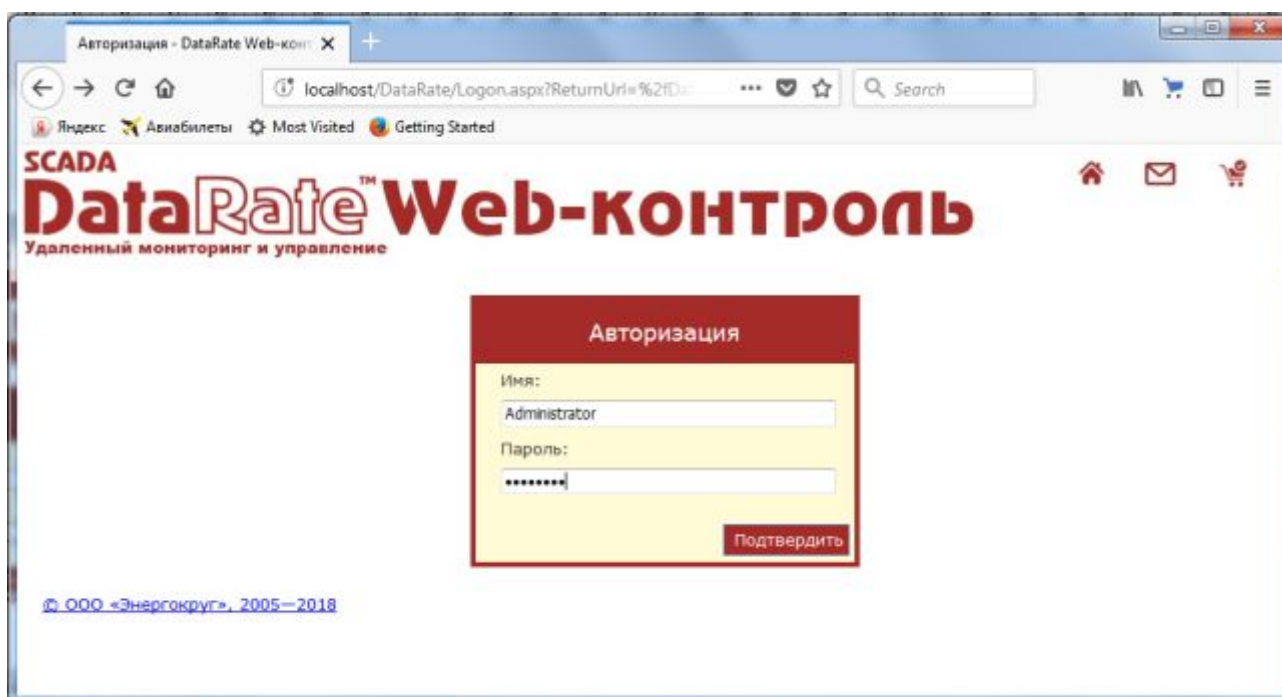 Авторизация - DataRate Web-конт
localhost/DataRate/Logon.aspx?ReturnUrl=%2fDa
Search
Яндекс Авиабилеты Most Visited Getting Started
SCADA
DataRate™ Web-контроль
Удаленный мониторинг и управление
Авторизация
Имя:
Administrator
Пароль:
••••••••
Подтвердить
© ООО «Энергокруг», 2005—2018